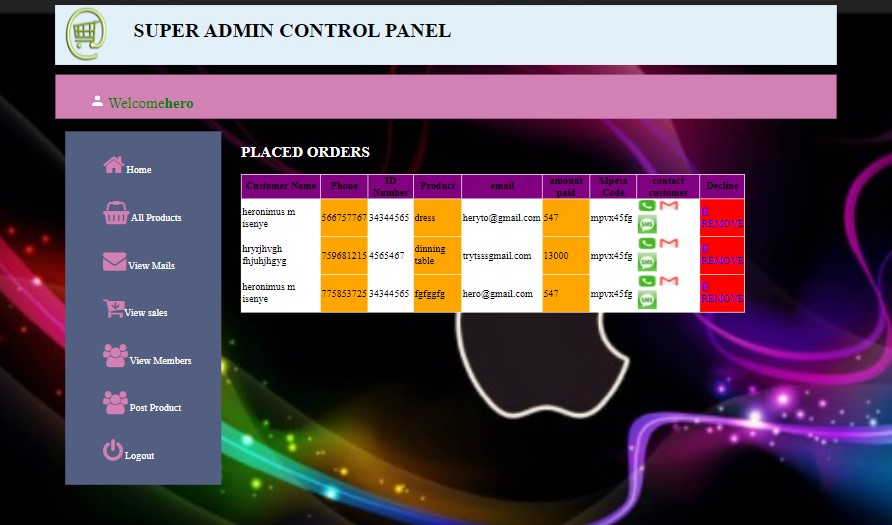 SUPER ADMIN CONTROL PANEL
Welcomehero
Home
All Products
View Mails
View sales
View Members
Post Product
Logout
PLACED ORDERS
Customer Name Phone ID Number Product email amount paid Mpesa Code contact customer Decline
heronimus m isenye 566757767 34344565 dress heryto@gmail.com 547 mpvx45fg SMS REMOVE
hryrjhvgh fhjuhjhgyg 759681215 4565467 dinning table trytsssgmail.com 13000 mpvx45fg SMS REMOVE
heronimus m isenye 775853725 34344565 fgfggfg hero@gmail.com 547 mpvx45fg SMS REMOVE